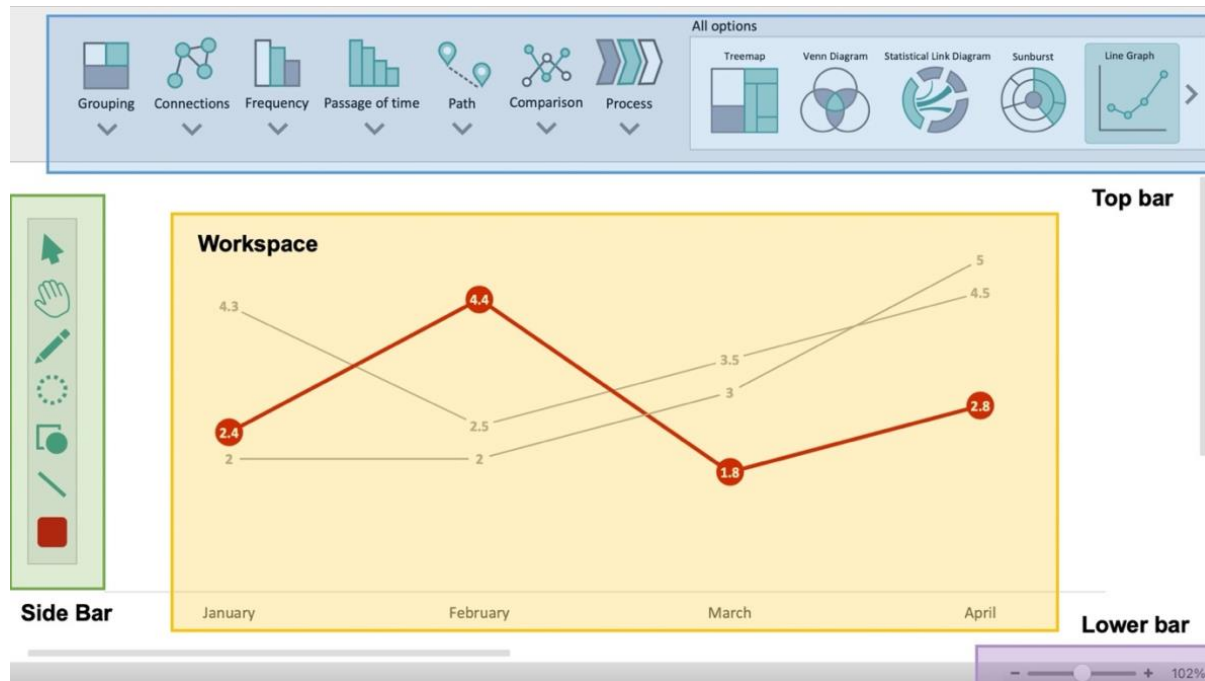 All options
Grouping Connections Frequency Passage of time Path Comparison Process
Treemap Venn Diagram Statistical Link Diagram Sunburst Line Graph
Top bar
Workspace
5
4.5
4.3
4.4
3.5
3
2.5
2.4
2 2
2.8
1.8
January February March April
Side Bar
Lower bar
- + 102%